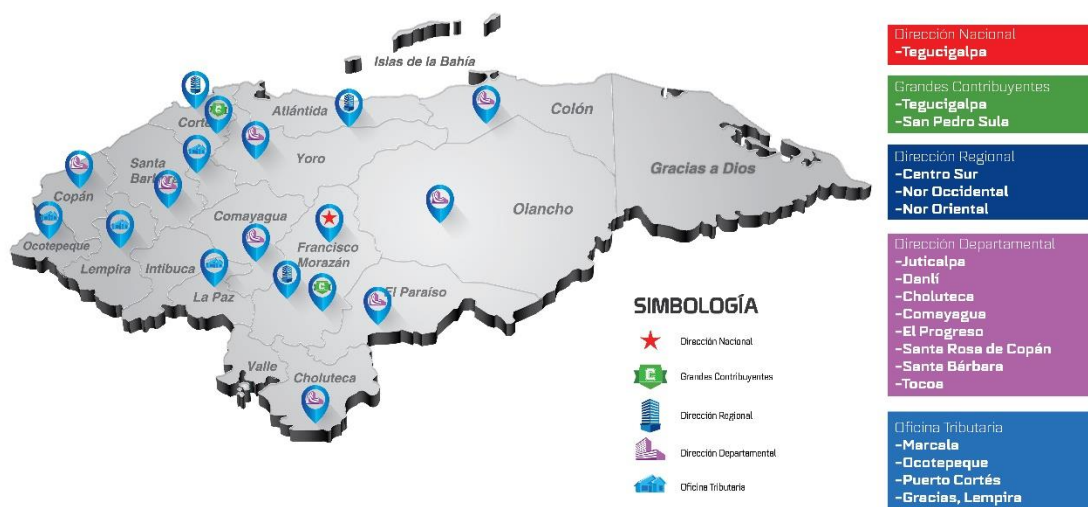 Islas de la Bahía
Atlántida
Colón
Cort
Yoro
Santa
Barb
Gracias a Dios
Copán
Olancho
Comayagua
Ocotepeque
Francisco
Morazán
Lempira
Intibuca
La Paz
El Paraíso
Valle
Choluteca
SIMBOLOGÍA
Dirección Nacional
Grandes Contribuyentes
Dirección Regional
Dirección Departamental
Oficina Tributaria
Dirección Nacional
-Tegucigalpa
Grandes Contribuyentes
-Tegucigalpa
-San Pedro Sula
Dirección Regional
-Centro Sur
-Nor Occidental
-Nor Oriental
Dirección Departamental
-Juticalpa
-Danlí
-Choluteca
-Comayagua
-El Progreso
-Santa Rosa de Copán
-Santa Bárbara
-Tocoa
Oficina Tributaria
-Marcala
-Ocotepeque
-Puerto Cortés
-Gracias, Lempira